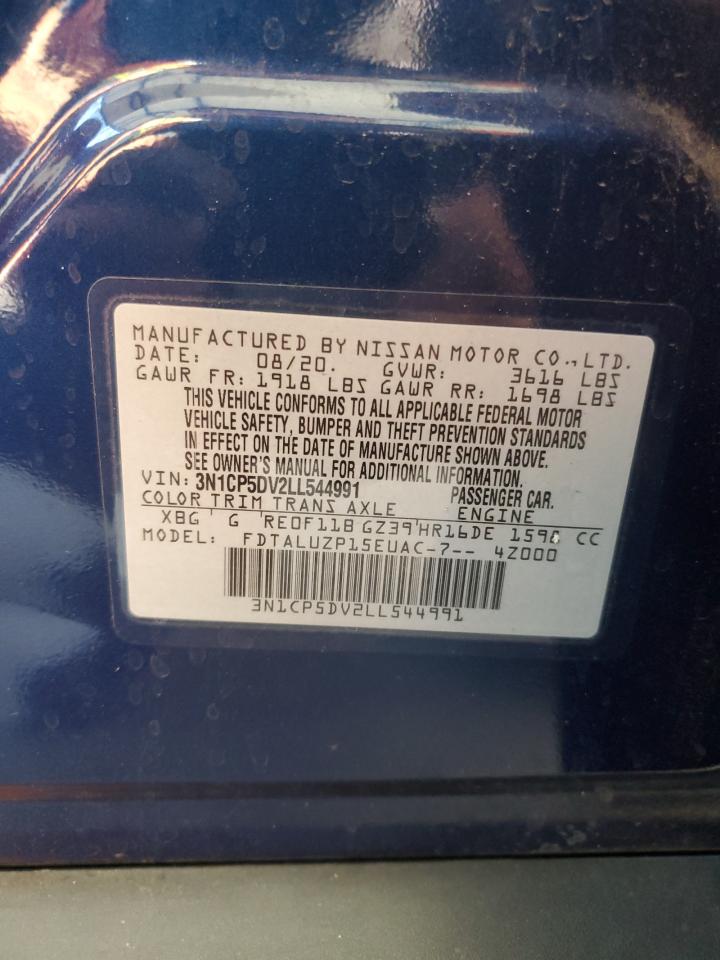 MANUFACTURED BY NISSAN MOTOR CO.,LTD.
DATE: 08/20. GVWR: 3616 LBS
GAWR FR: 1918 LBS GAWR RR: 1698 LBS
THIS VEHICLE CONFORMS TO ALL APPLICABLE FEDERAL MOTOR
VEHICLE SAFETY, BUMPER AND THEFT PREVENTION STANDARDS
IN EFFECT ON THE DATE OF MANUFACTURE SHOWN ABOVE.
SEE OWNER'S MANUAL FOR ADDITIONAL INFORMATION.
VIN: 3N1CP5DV2LL544991 PASSENGER CAR.
COLOR TRIM TRANS AXLE ENGINE
XBG G RE0F11B GZ39 HR16DE 1598 CC
MODEL: FDTALUZP15EUAC-7-- 4Z000
3N1CP5DV2LL544991